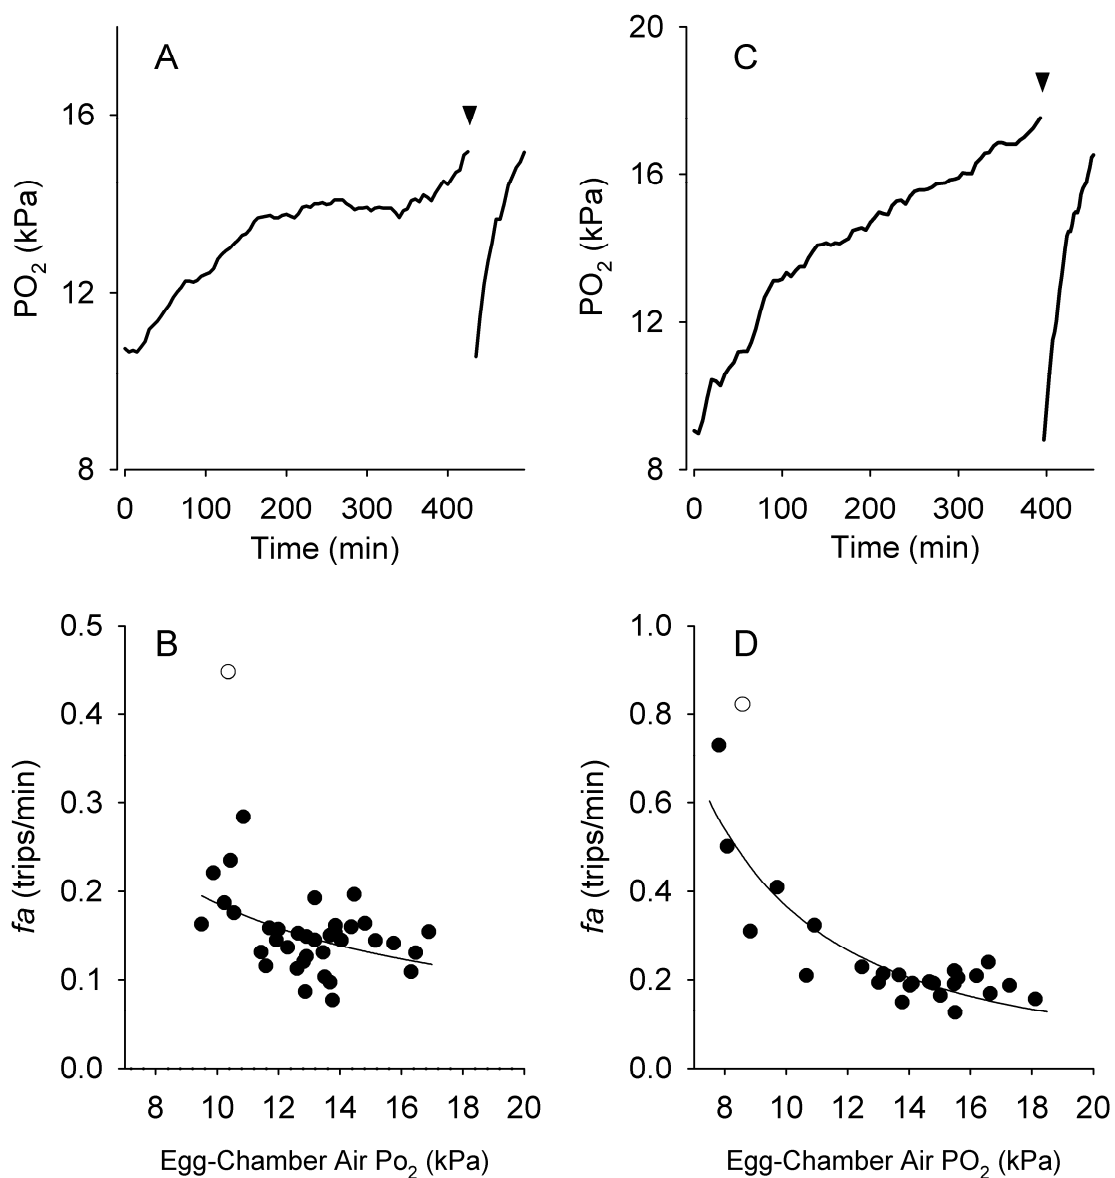 A
16
12
8
PO2 (kPa)
0 100 200 300 400
Time (min)
C
20
16
12
8
PO2 (kPa)
0 100 200 300 400
Time (min)
B
0.5
0.4
0.3
0.2
0.1
0.0
fa (trips/min)
8 10 12 14 16 18 20
Egg-Chamber Air Po2 (kPa)
D
1.0
0.8
0.6
0.4
0.2
0.0
fa (trips/min)
8 10 12 14 16 18 20
Egg-Chamber Air PO2 (kPa)